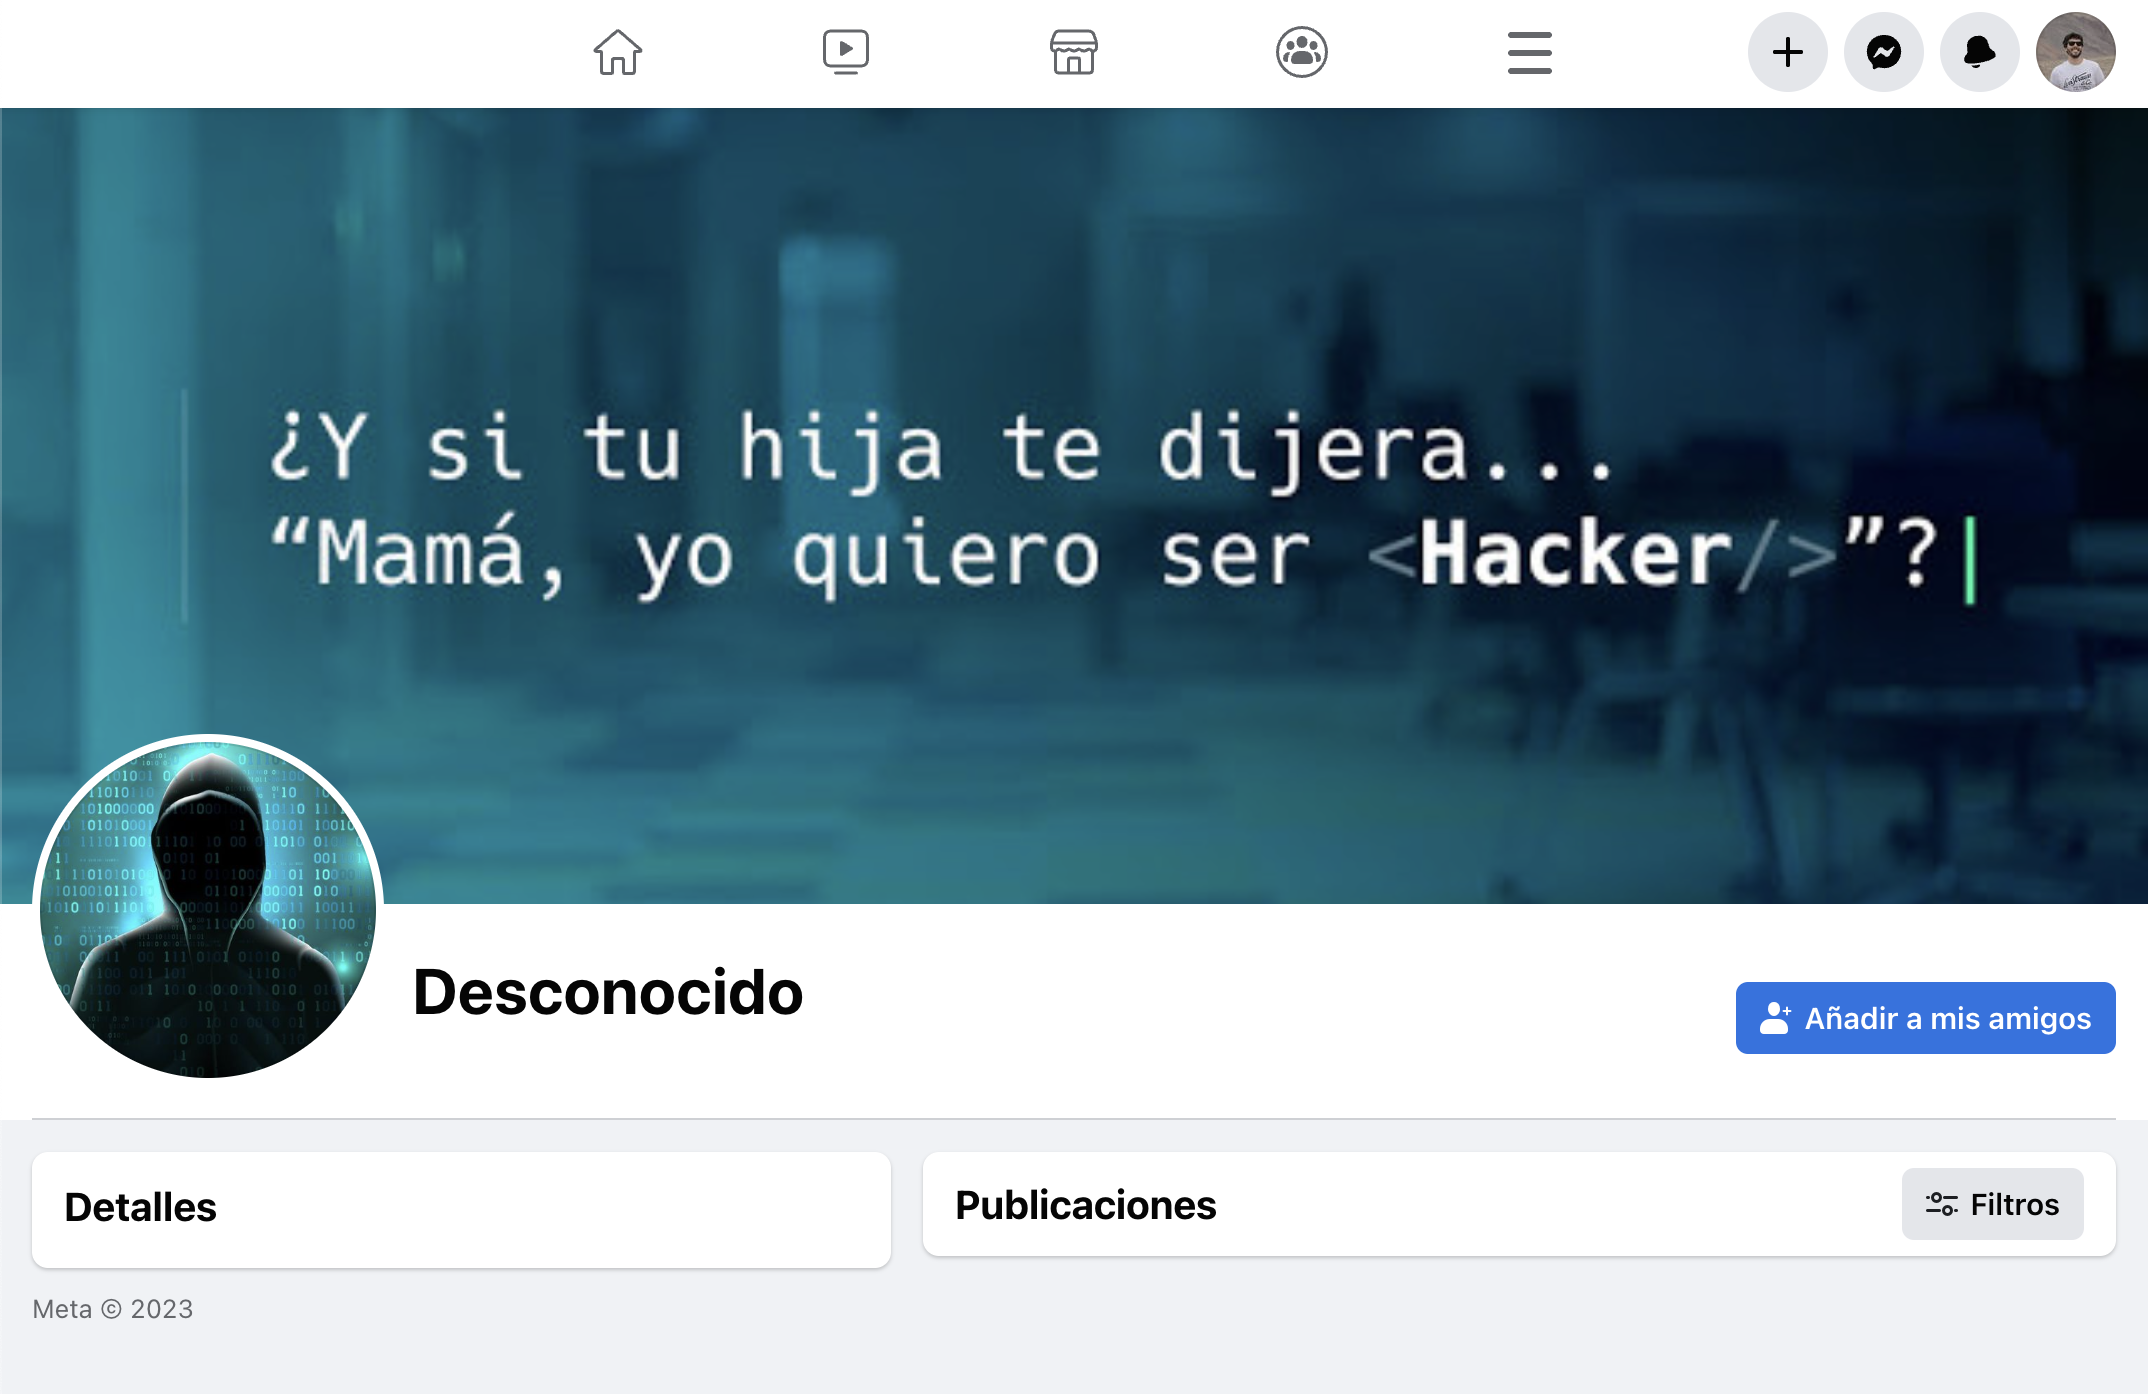 ¿Y si tu hija te dijera...
“Mamá, yo quiero ser <Hacker/>”?
Desconocido
Añadir a mis amigos
Detalles
Publicaciones
Filtros
Meta © 2023